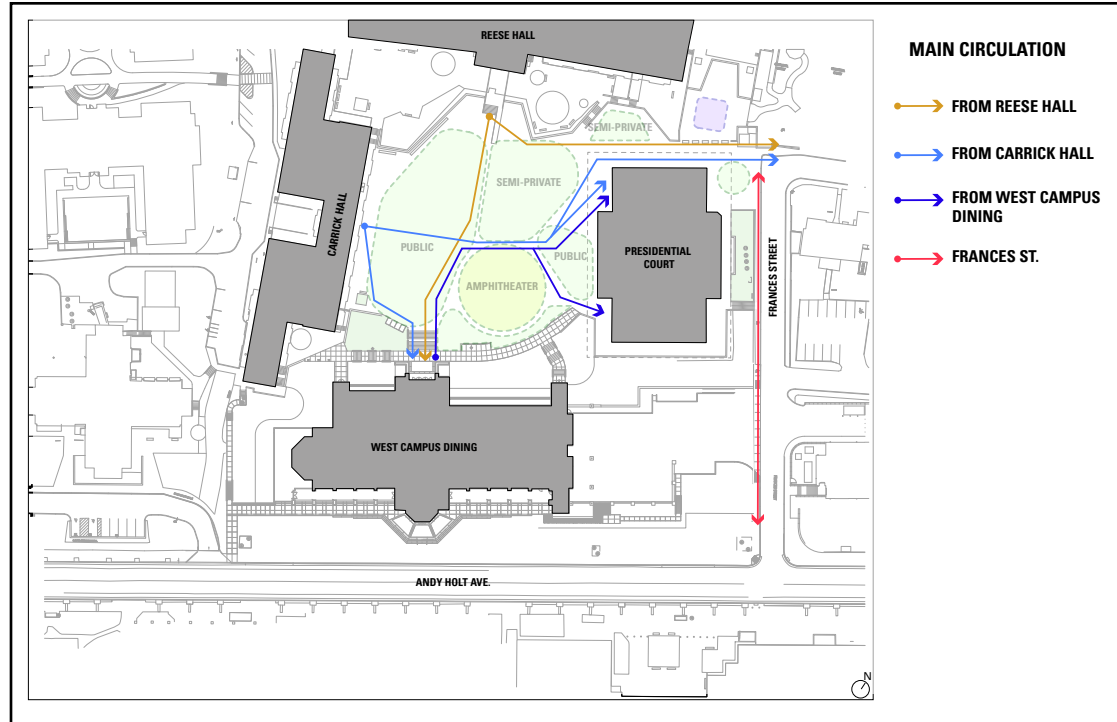 REESE HALL
MAIN CIRCULATION
FROM REESE HALL
FROM CARRICK HALL
FROM WEST CAMPUS
DINING
FRANCES ST.
SEMI-PRIVATE
SEMI-PRIVATE
CARRICK HALL
PUBLIC
PUBLIC
PRESIDENTIAL
COURT
AMPHITHEATER
FRANCES STREET
WEST CAMPUS DINING
ANDY HOLT AVE.
N